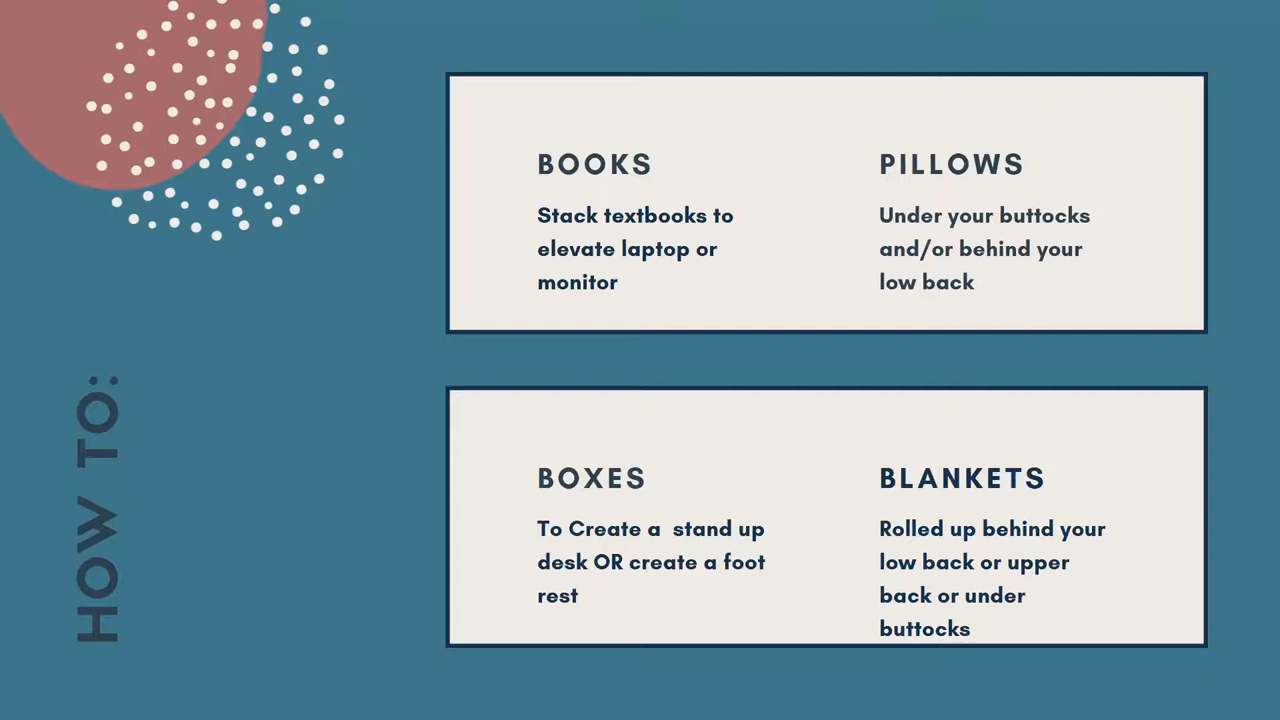 HOW TO:
BOOKS
Stack textbooks to
elevate laptop or
monitor
PILLOWS
Under your buttocks
and/or behind your
low back
BOXES
To Create a  stand up
desk OR create a foot
rest
BLANKETS
Rolled up behind your
low back or upper
back or under
buttocks